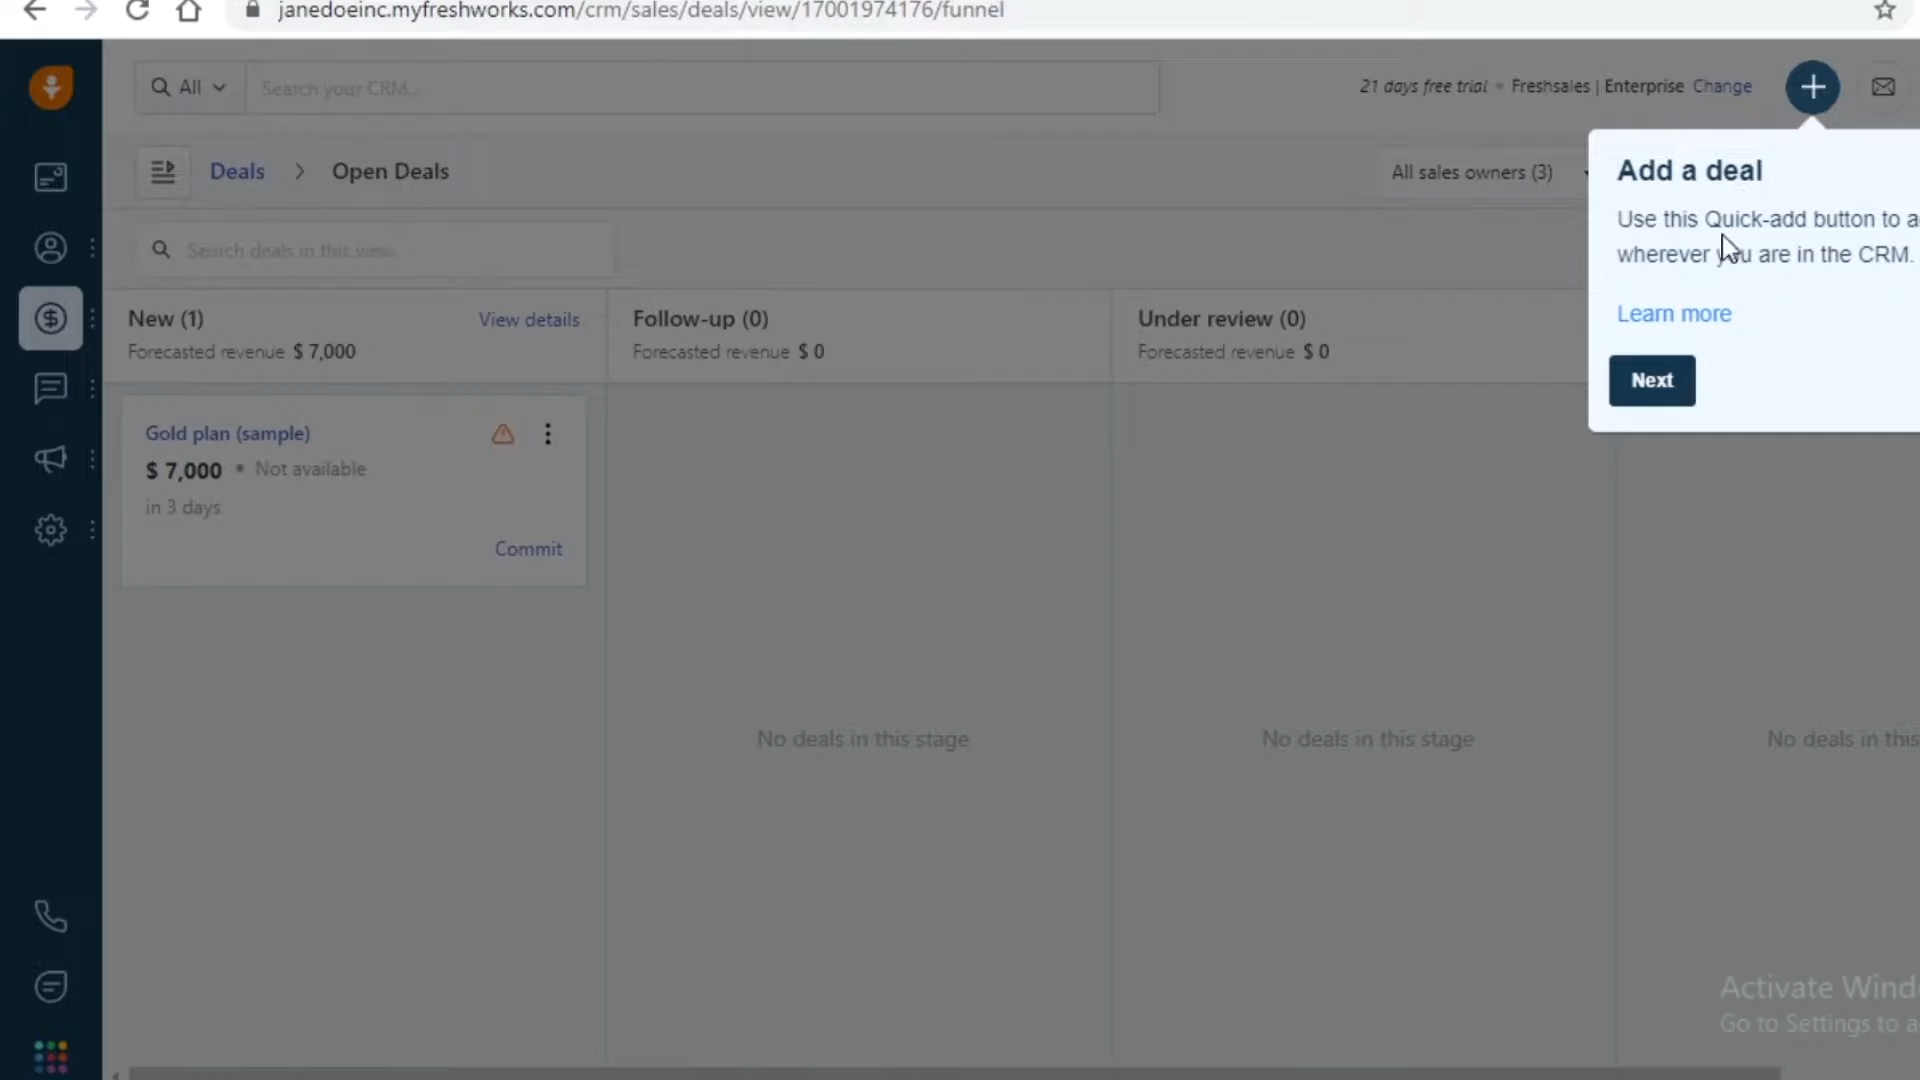 janedoeinc.myfreshworks.com/crm/sales/deals/view/17001974176/funnel
All
Search your CRM...
21 days free trial • Freshsales | Enterprise Change
Deals > Open Deals
All sales owners (3)
Add a deal
Use this Quick-add button to a
wherever you are in the CRM.
Learn more
Next
Search deals in this view...
New (1)
View details
Forecasted revenue $ 7,000
Follow-up (0)
Forecasted revenue $ 0
Under review (0)
Forecasted revenue $ 0
Gold plan (sample)
$ 7,000 • Not available
in 3 days
Commit
No deals in this stage
No deals in this stage
No deals in this
Activate Wind
Go to Settings to a